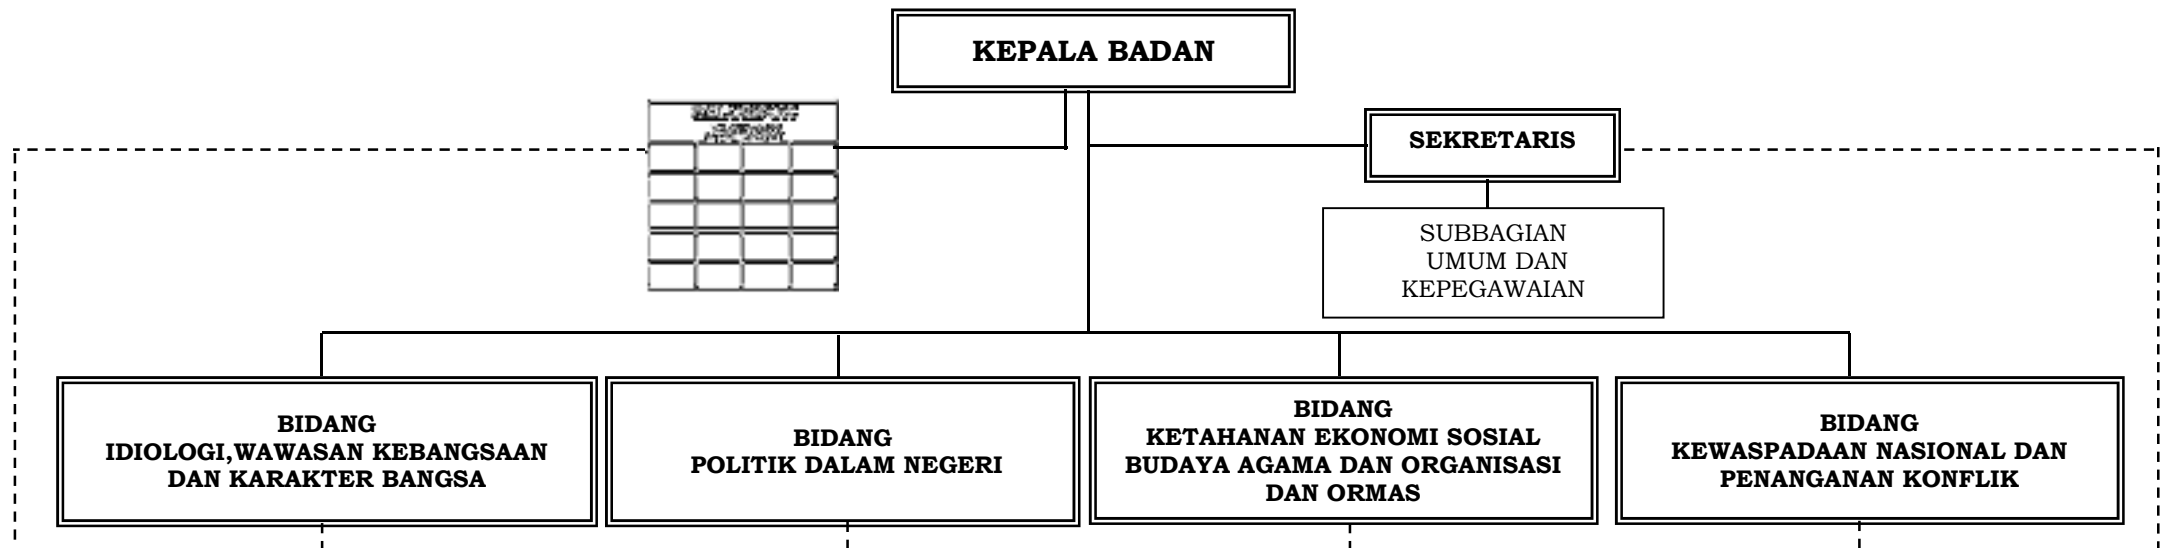 KEPALA BADAN
SEKRETARIS
SUBBAGIAN
UMUM DAN
KEPEGAWAIAN
BIDANG
IDIOLOGI,WAWASAN KEBANGSAAN
DAN KARAKTER BANGSA
BIDANG
POLITIK DALAM NEGERI
BIDANG
KETAHANAN EKONOMI SOSIAL
BUDAYA AGAMA DAN ORGANISASI
DAN ORMAS
BIDANG
KEWASPADAAN NASIONAL DAN
PENANGANAN KONFLIK